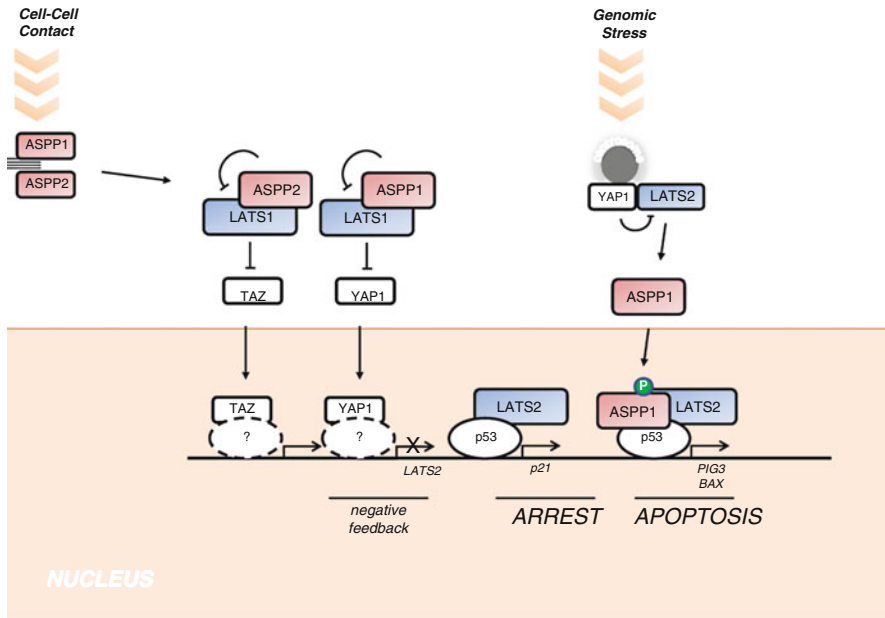 Cell-Cell
Contact
Genomic
Stress
ASPP1
ASPP2
ASPP2
LATS1
ASPP1
LATS1
YAP1
LATS2
TAZ
YAP1
ASPP1
TAZ
?
YAP1
?
X
LATS2
LATS2
p53
p21
P
ASPP1
LATS2
p53
PIG3
BAX
negative
feedback
ARREST
APOPTOSIS
NUCLEUS